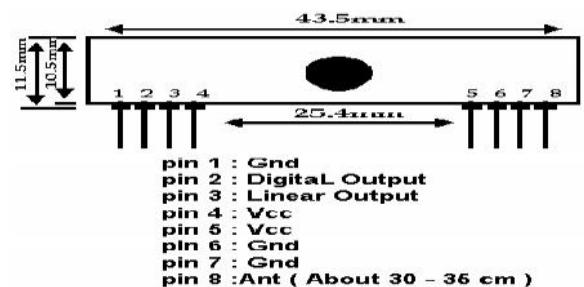 43.5mm
11.5mm
10.5mm
1 2 3 4
5 6 7 8
25.4mm
pin 1 : Gnd
pin 2 : DigitaL Output
pin 3 : Linear Output
pin 4 : Vcc
pin 5 : Vcc
pin 6 : Gnd
pin 7 : Gnd
pin 8 :Ant ( About 30 - 35 cm )